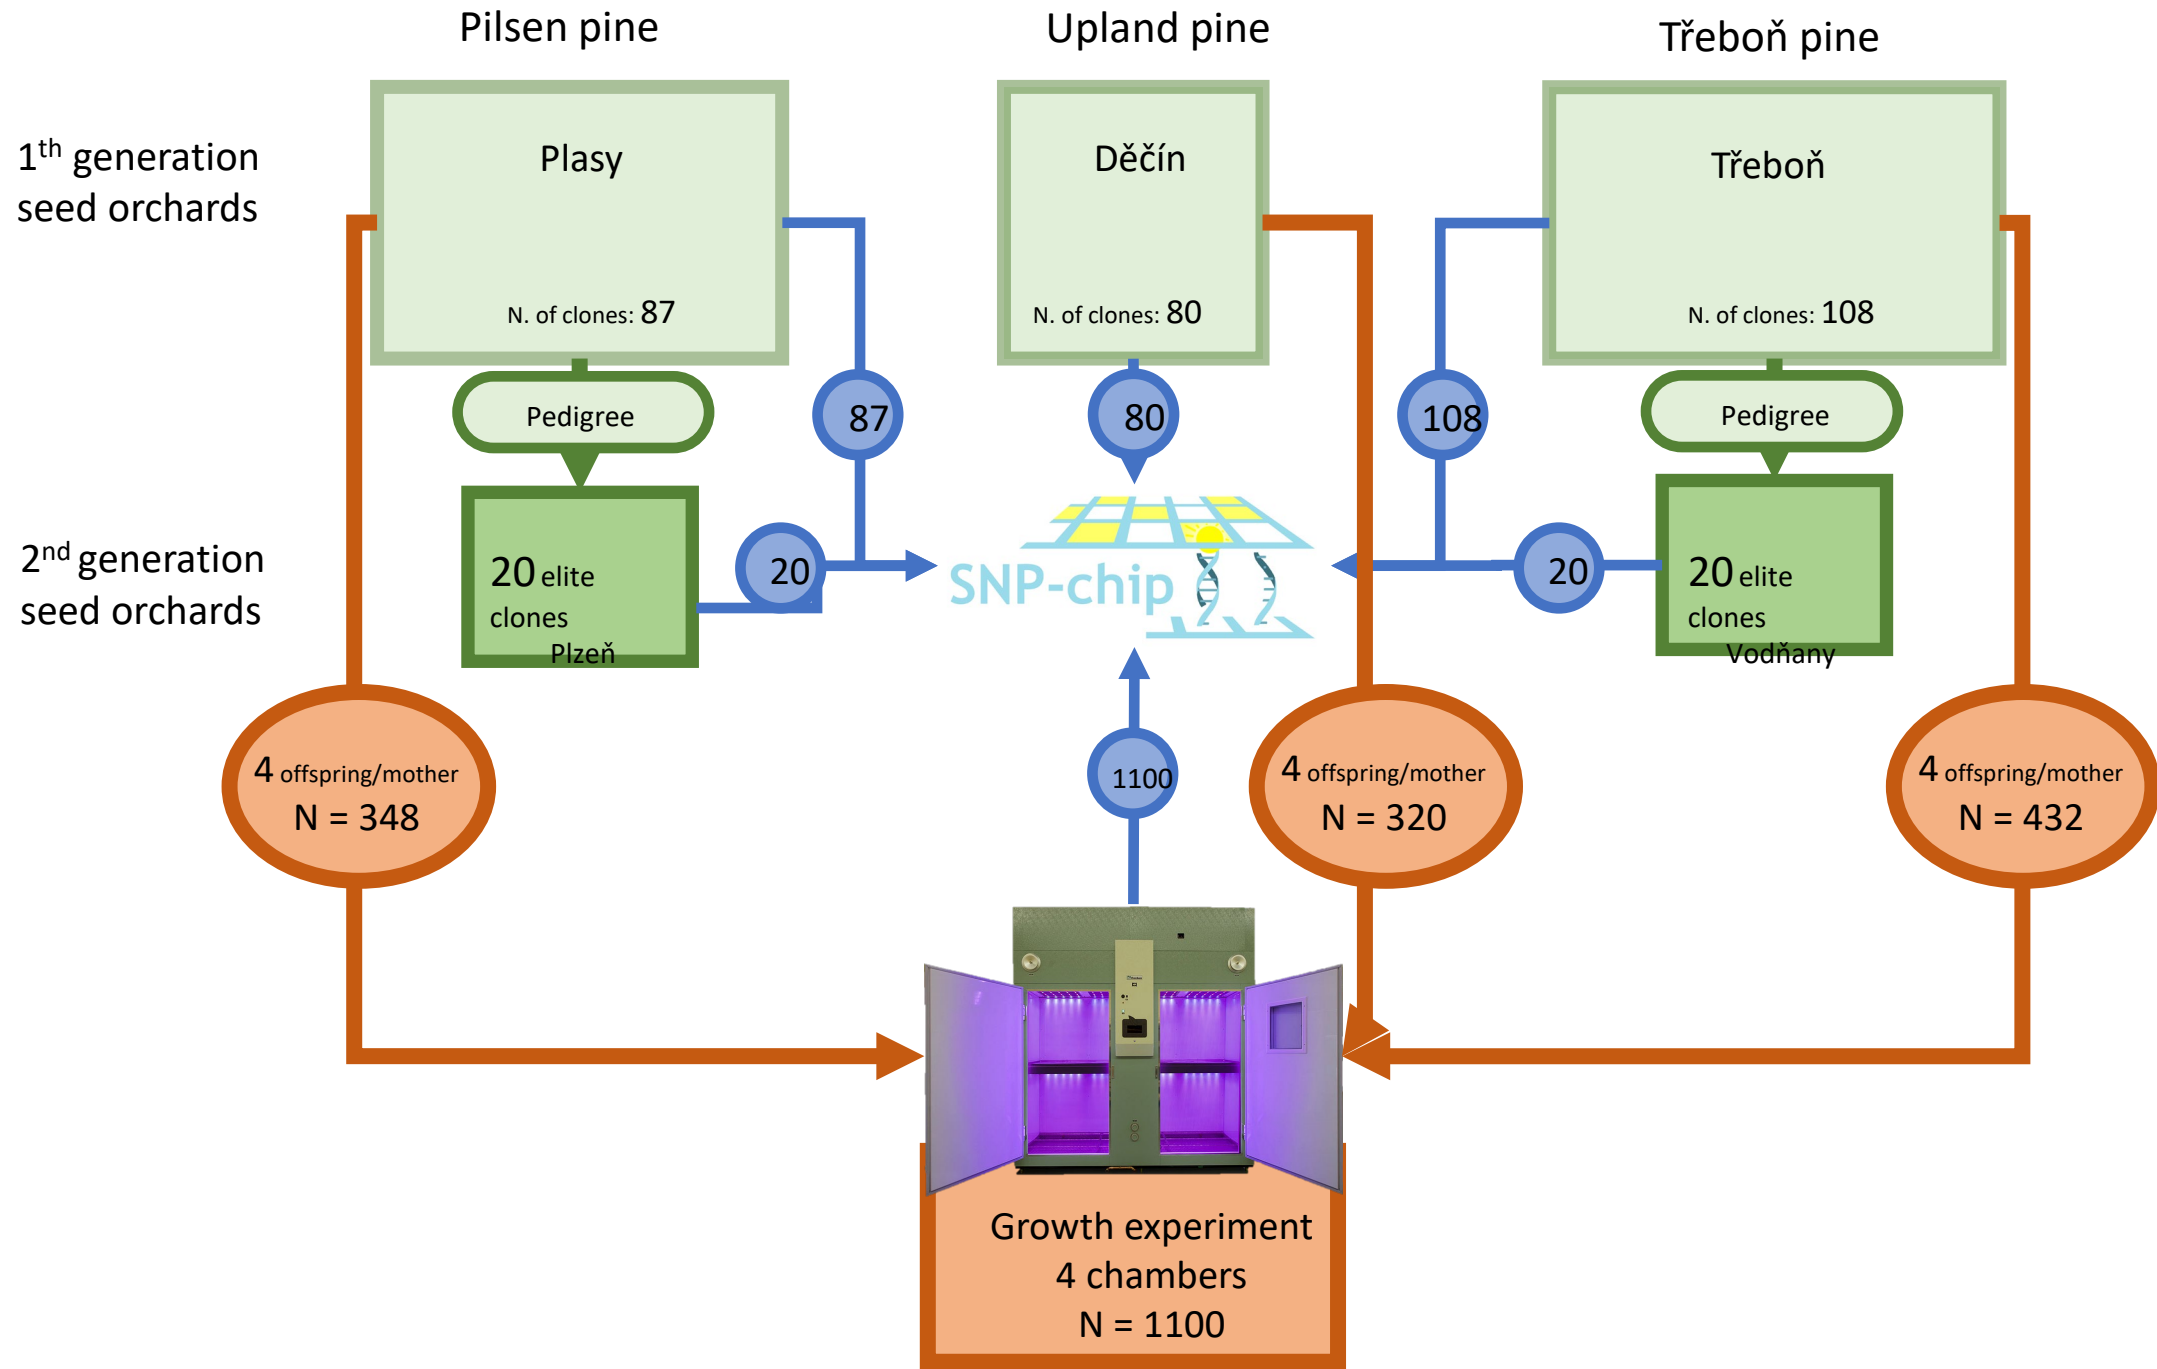 Pilsen pine
Upland pine
Třeboň pine
1th generation
seed orchards
Plasy
Děčín
Třeboň
N. of clones: 87
N. of clones: 80
N. of clones: 108
Pedigree
87
80
108
Pedigree
2nd generation
seed orchards
20 elite
clones
Plzeň
20
SNP-chip
20
20 elite
clones
Vodňany
4 offspring/mother
N = 348
1100
4 offspring/mother
N = 320
4 offspring/mother
N = 432
Growth experiment
4 chambers
N = 1100